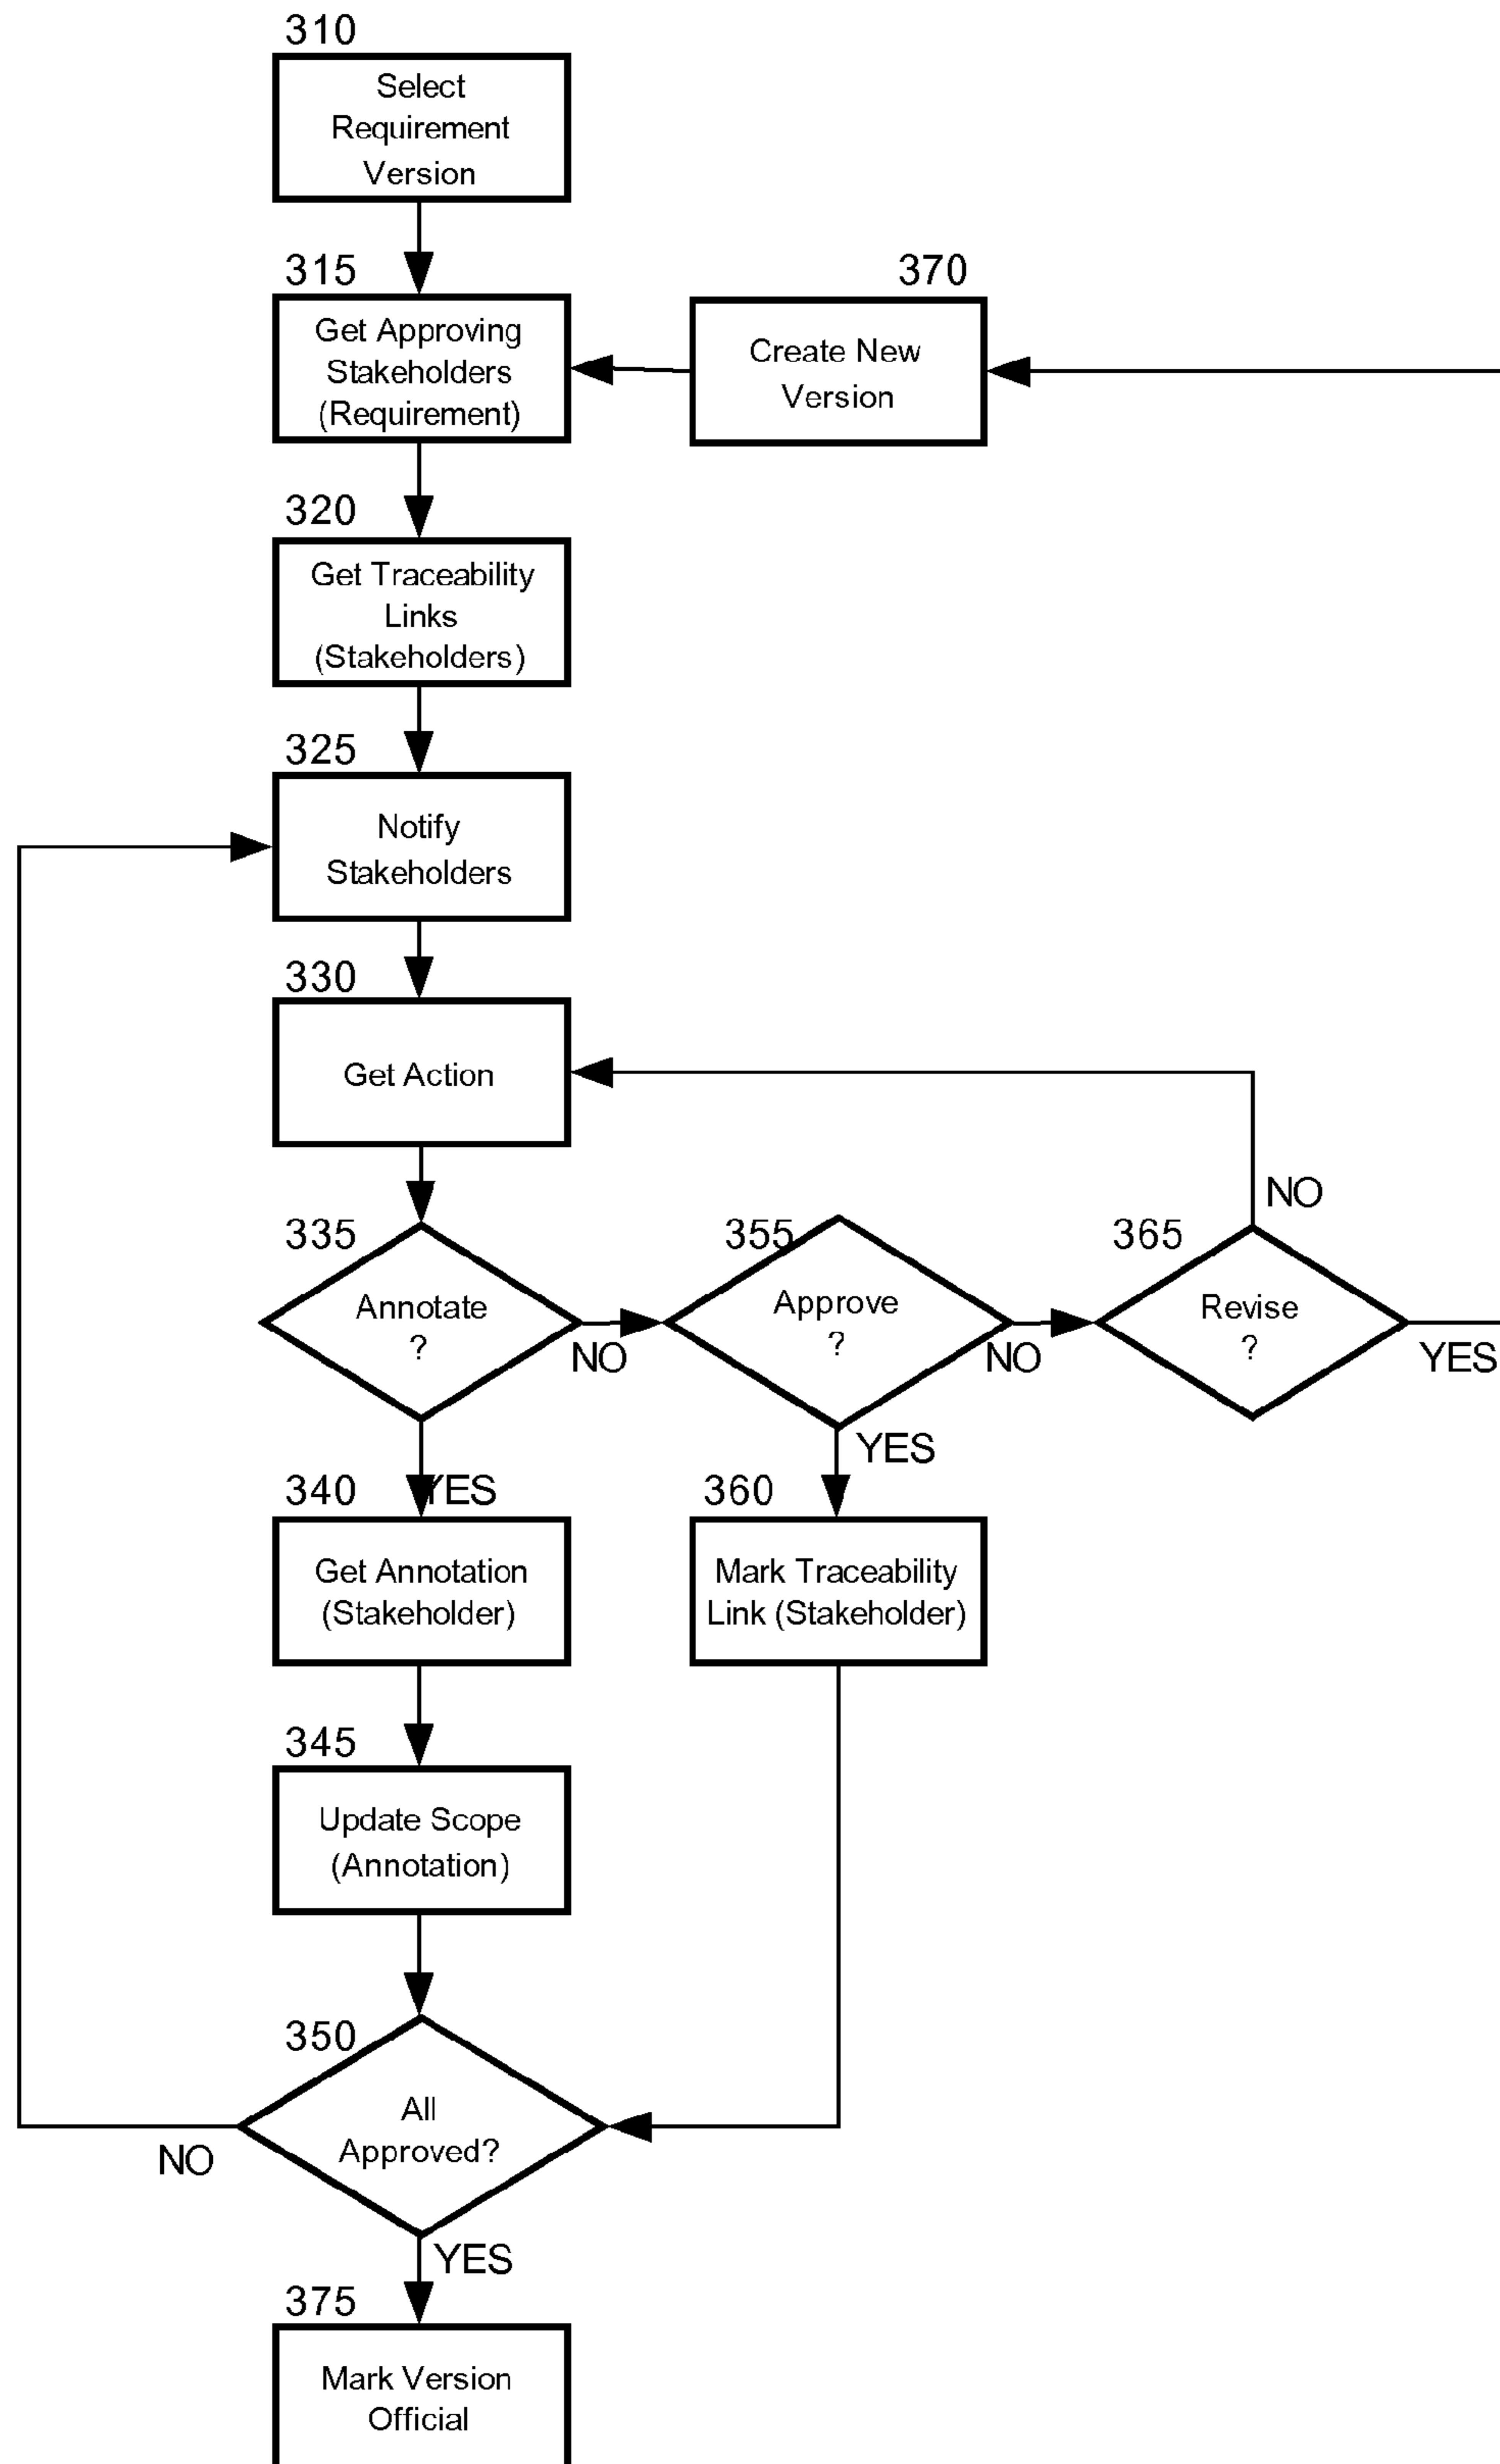 310
Select
Requirement
Version
315
Get Approving
Stakeholders
(Requirement)
370
Create New
Version
320
Get Traceability
Links
(Stakeholders)
325
Notify
Stakeholders
330
Get Action
NO
335
Annotate
?
NO
355
Approve
?
NO
365
Revise
?
YES
YES
YES
340
Get Annotation
(Stakeholder)
360
Mark Traceability
Link (Stakeholder)
345
Update Scope
(Annotation)
350
All
Approved?
NO
YES
375
Mark Version
Official